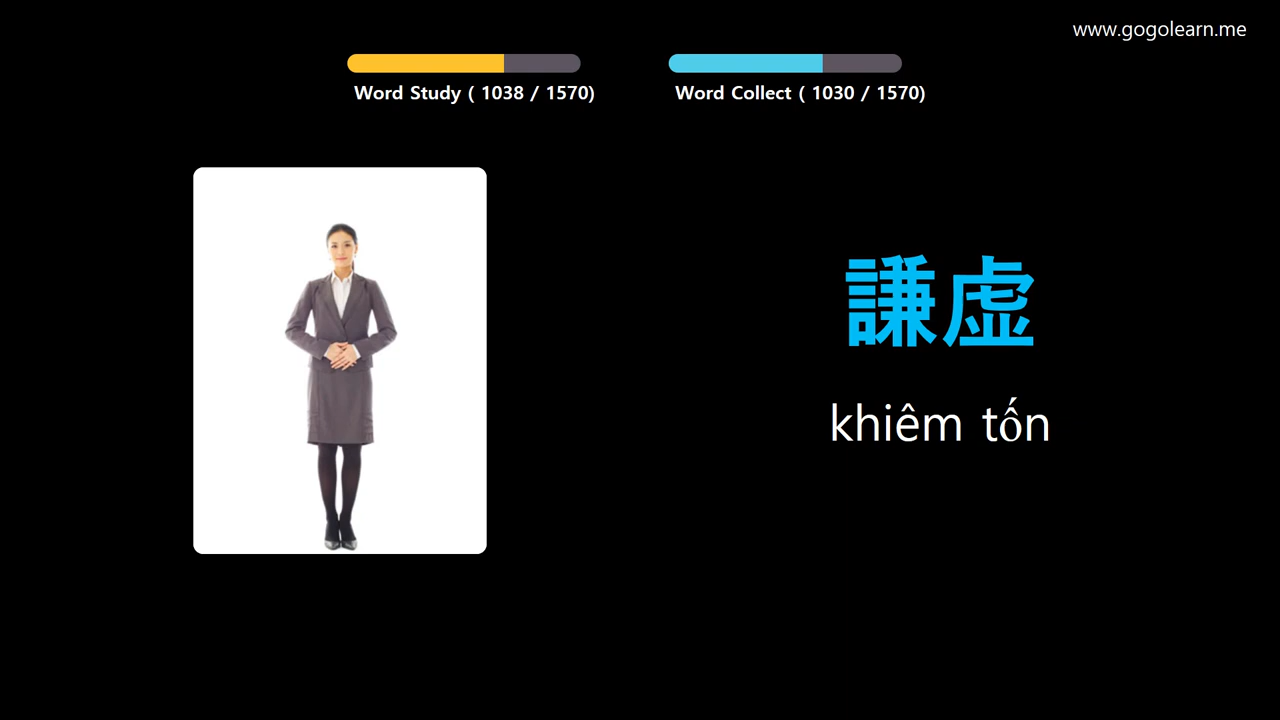 www.gogolearn.me
Word Study ( 1038 / 1570)
Word Collect ( 1030 / 1570)
謙虚
khiêm tốn